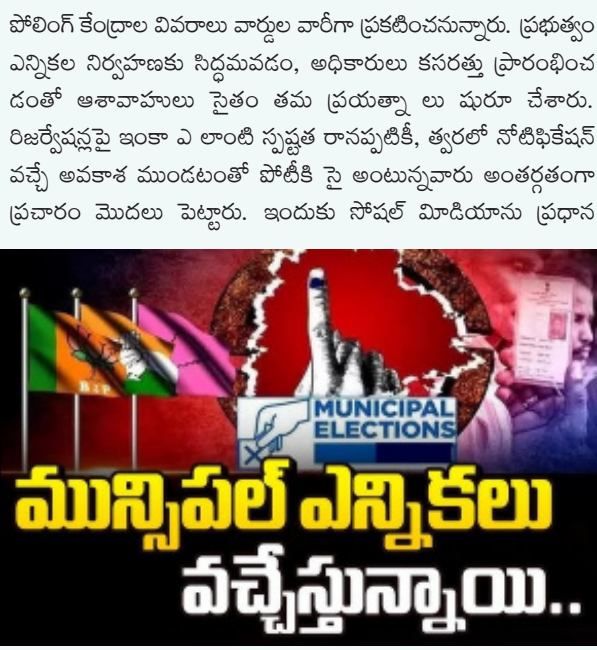 పోలింగ్ కేంద్రాల వివరాలు వార్డుల వారీగా ప్రకటించనున్నారు. ప్రభుత్వం
ఎన్నికల నిర్వహణకు సిద్ధమవడం, అధికారులు కసరత్తు ప్రారంభించ
డంతో ఆశావాహులు సైతం తమ ప్రయత్నా లు షురూ చేశారు.
రిజర్వేషన్లపై ఇంకా ఎ లాంటి స్పష్టత రానప్పటికీ, త్వరలో నోటిఫికేషన్
వచ్చే అవకాశ ముండటంతో పోటీకి సై అంటున్నవారు అంతర్గతంగా
ప్రచారం మొదలు పెట్టారు. ఇందుకు సోషల్ మీడియాను ప్రధాన
BJP
MUNICIPAL
ELECTIONS
మున్సిపల్ ఎన్నికలు
వచ్చేస్తున్నాయి..